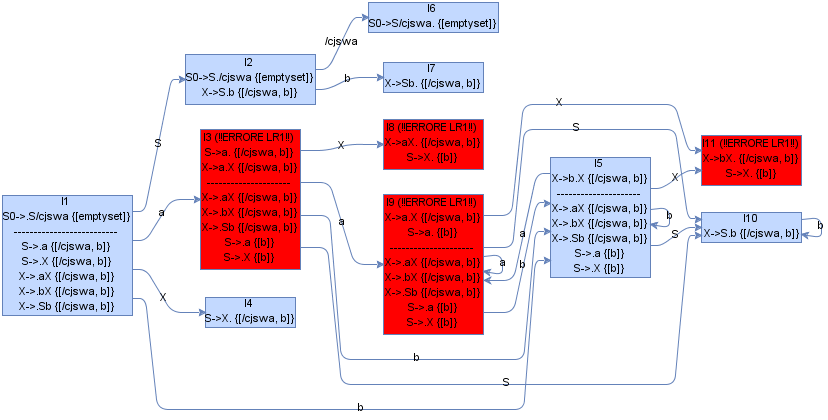 I6
S0->S/cjswa. {[emptyset]}
/cjswa
I2
S0->S./cjswa {[emptyset]}
X->S.b {[/cjswa, b]}
b
I7
X->Sb. {[/cjswa, b]}
S
I3 (!!ERRORE LR1!!)
S->a. {[/cjswa, b]}
X->a.X {[/cjswa, b]}
------------------------
X->.aX {[/cjswa, b]}
X->.bX {[/cjswa, b]}
X->.Sb {[/cjswa, b]}
S->.a {[b]}
S->.X {[b]}
X
I8 (!!ERRORE LR1!!)
X->aX. {[/cjswa, b]}
S->X. {[b]}
X
S
I11 (!!ERRORE LR1!!)
X->bX. {[/cjswa, b]}
S->X. {[b]}
I5
X->b.X {[/cjswa, b]}
------------------------
X->.aX {[/cjswa, b]}
X->.bX {[/cjswa, b]}
X->.Sb {[/cjswa, b]}
S->.a {[b]}
S->.X {[b]}
X
b
S
I1
S0->.S/cjswa {[emptyset]}
------------------------------
S->.a {[/cjswa, b]}
S->.X {[/cjswa, b]}
X->.aX {[/cjswa, b]}
X->.bX {[/cjswa, b]}
X->.Sb {[/cjswa, b]}
a
a
I9 (!!ERRORE LR1!!)
X->a.X {[/cjswa, b]}
S->a. {[b]}
------------------------
X->.aX {[/cjswa, b]}
X->.bX {[/cjswa, b]}
X->.Sb {[/cjswa, b]}
S->.a {[b]}
S->.X {[b]}
a
a
b
I10
X->S.b {[/cjswa, b]}
b
X
I4
S->X. {[/cjswa, b]}
b
S
b